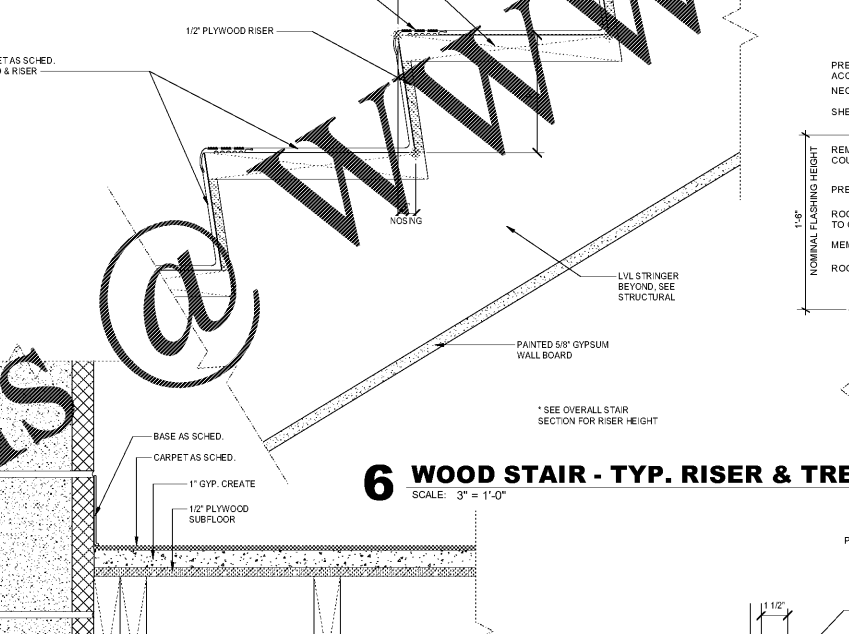 1/2" PLYWOOD RISER
ET AS SCHED.
& RISER
NOSING
LVL STRINGER
BEYOND, SEE
STRUCTURAL
PAINTED 5/8" GYPSUM
WALL BOARD
* SEE OVERALL STAIR
SECTION FOR RISER HEIGHT
BASE AS SCHED.
CARPET AS SCHED.
1" GYP. CREATE
1/2" PLYWOOD
SUBFLOOR
6 WOOD STAIR - TYP. RISER & TRE
SCALE: 3" = 1'-0"
1'-6"
NOMINAL FLASHING HEIGHT
PRE
ACC
NEC
SHE
REM
COU
PRE
ROO
TO
MEM
ROO
P
1 1/2"
s@www